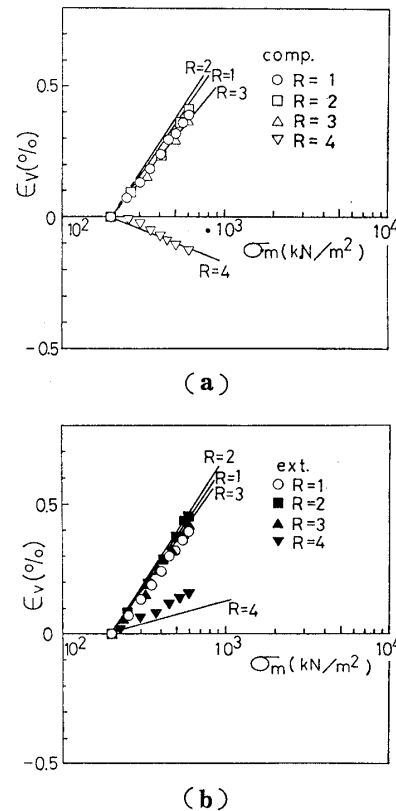 0.5
R=2
R=1
R=3
comp.
○ R = 1
□ R = 2
△ R = 3
▽ R = 4
ϵv(%)
0
10²
10³
10⁴
R=4
σm(kN/m²)
-0.5
(a)
R=2
R=1
R=3
0.5
ext.
○ R=1
■ R=2
▲ R=3
▼ R=4
ϵv(%)
R=4
0
10²
10³
10⁴
σm(kN/m²)
-0.5
(b)